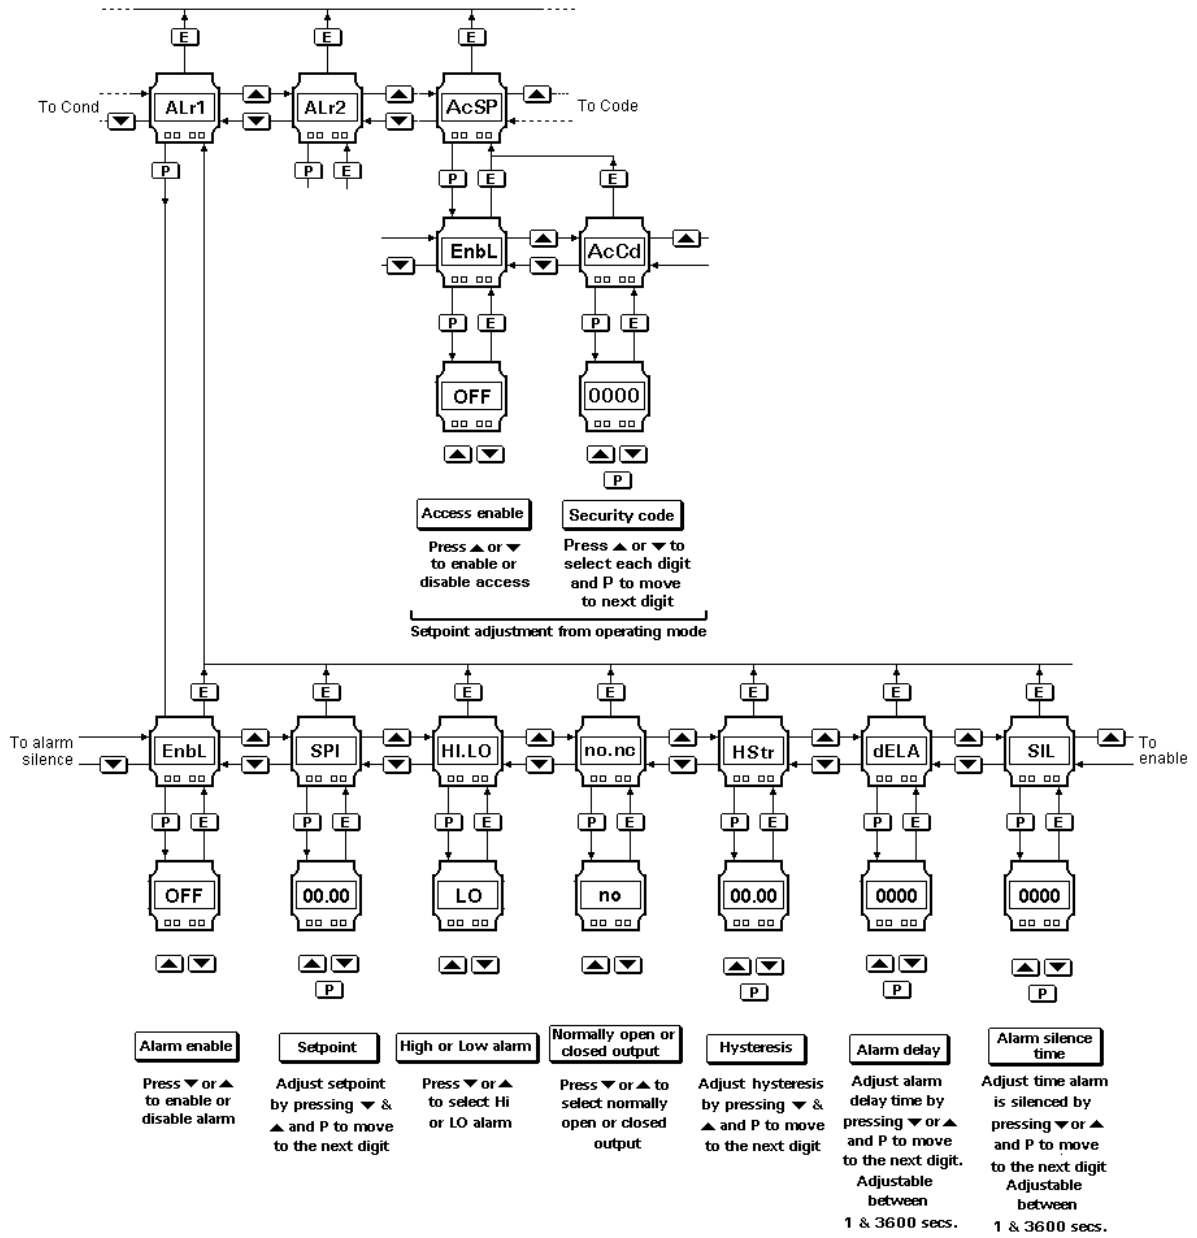 E E E
To Cond ALr1 ALr2 AcSP To Code
P P E P E E
EnbL AcCd
P E P E
OFF 0000
P
Access enable
Press ▲ or ▼
to enable or
disable access
Security code
Press ▲ or ▼ to
select each digit
and P to move
to next digit
Setpoint adjustment from operating mode
E E E E E E E
To alarm
silence
EnbL SPI HI.LO no.nc HStr dELA SIL
To
enable
P E P E P E P E P E P E P E
OFF 00.00 LO no 00.00 0000 0000
P P P P
Alarm enable
Press ▼ or ▲
to enable or
disable alarm
Setpoint
Adjust setpoint
by pressing ▼ &
▲ and P to move
to the next digit
High or Low alarm
Press ▼ or ▲
to select Hi
or LO alarm
Normally open or
closed output
Press ▼ or ▲ to
select normally
open or closed
output
Hysteresis
Adjust hysteresis
by pressing ▼ &
▲ and P to move
to the next digit
Alarm delay
Adjust alarm
delay time by
pressing ▼ or ▲
and P to move
to the next digit.
Adjustable
between
1 & 3600 secs.
Alarm silence
time
Adjust time alarm
is silenced by
pressing ▼ or ▲
and P to move
to the next digit
Adjustable
between
1 & 3600 secs.